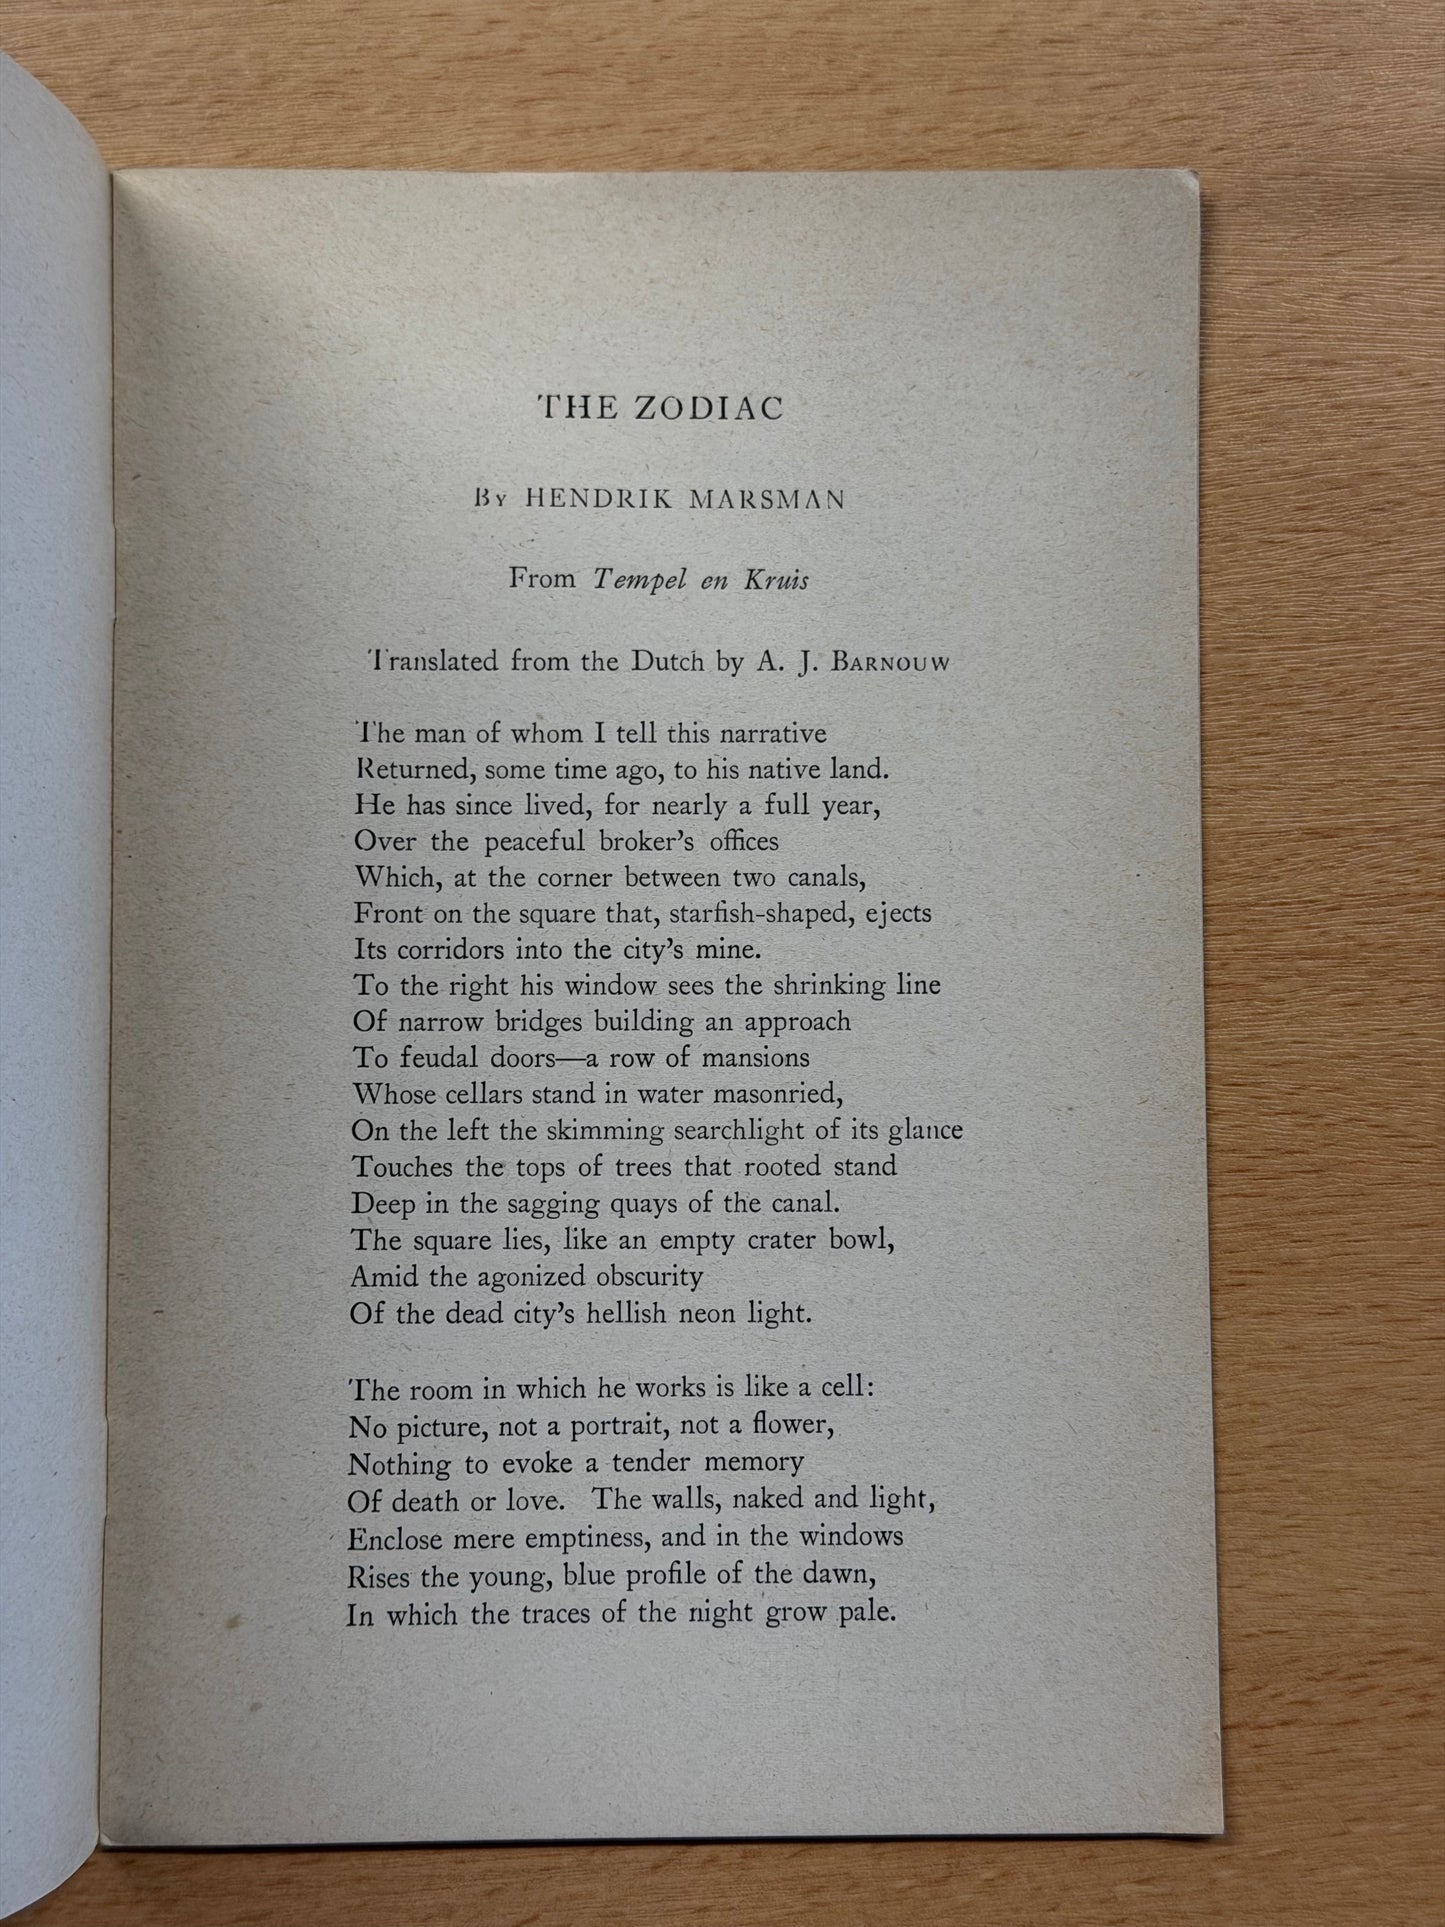 THE ZODIAC
By HENDRIK MARSMAN
From Tempel en Kruis
Translated from the Dutch by A. J. BARNOUW
The man of whom I tell this narrative
Returned, some time ago, to his native land.
He has since lived, for nearly a full year,
Over the peaceful broker's offices
Which, at the corner between two canals,
Front on the square that, starfish-shaped, ejects
Its corridors into the city's mine.
To the right his window sees the shrinking line
Of narrow bridges building an approach
To feudal doors—a row of mansions
Whose cellars stand in water masonried,
On the left the skimming searchlight of its glance
Touches the tops of trees that rooted stand
Deep in the sagging quays of the canal.
The square lies, like an empty crater bowl,
Amid the agonized obscurity
Of the dead city's hellish neon light.
The room in which he works is like a cell:
No picture, not a portrait, not a flower,
Nothing to evoke a tender memory
Of death or love. The walls, naked and light,
Enclose mere emptiness, and in the windows
Rises the young, blue profile of the dawn,
In which the traces of the night grow pale.